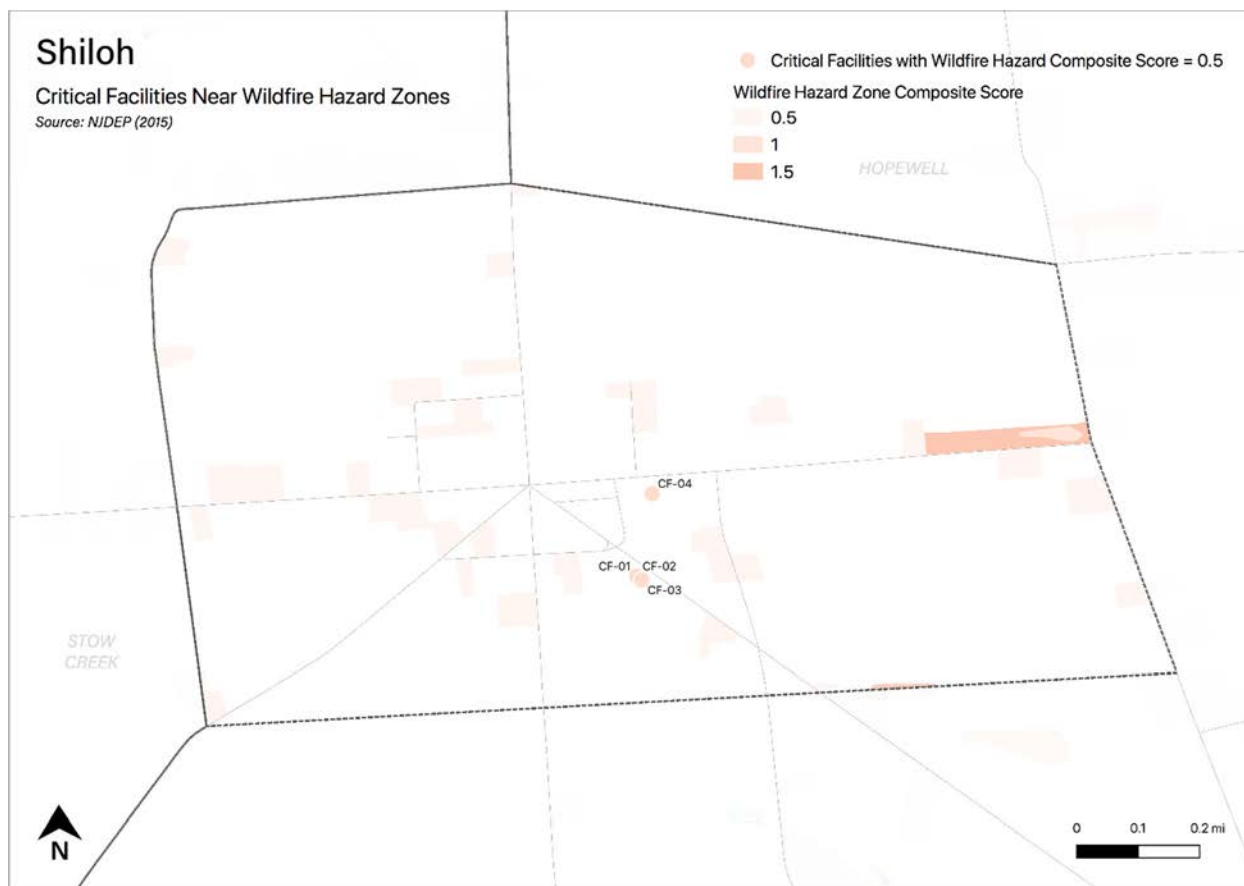 Shiloh
Critical Facilities Near Wildfire Hazard Zones
Source: NJDEP (2015)
Critical Facilities with Wildfire Hazard Composite Score = 0.5
Wildfire Hazard Zone Composite Score
0.5
1
1.5
HOPEWELL
CF-04
CF-01
CF-02
CF-03
STOW
CREEK
N
0 0.1 0.2 mi